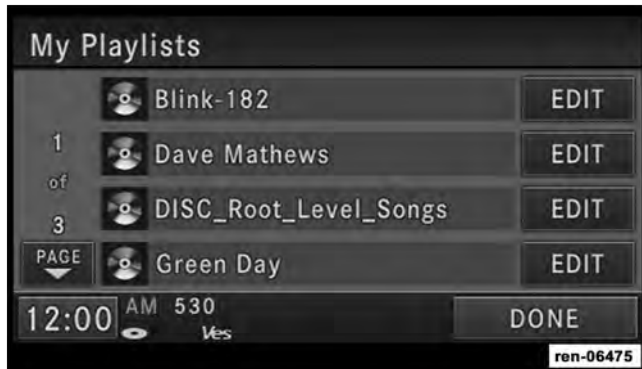 My Playlists
Blink-182 EDIT
1 Dave Mathews EDIT
of
3 DISC_Root_Level_Songs EDIT
PAGE Green Day EDIT
12:00 AM 530 DONE
Ves
ren-06475